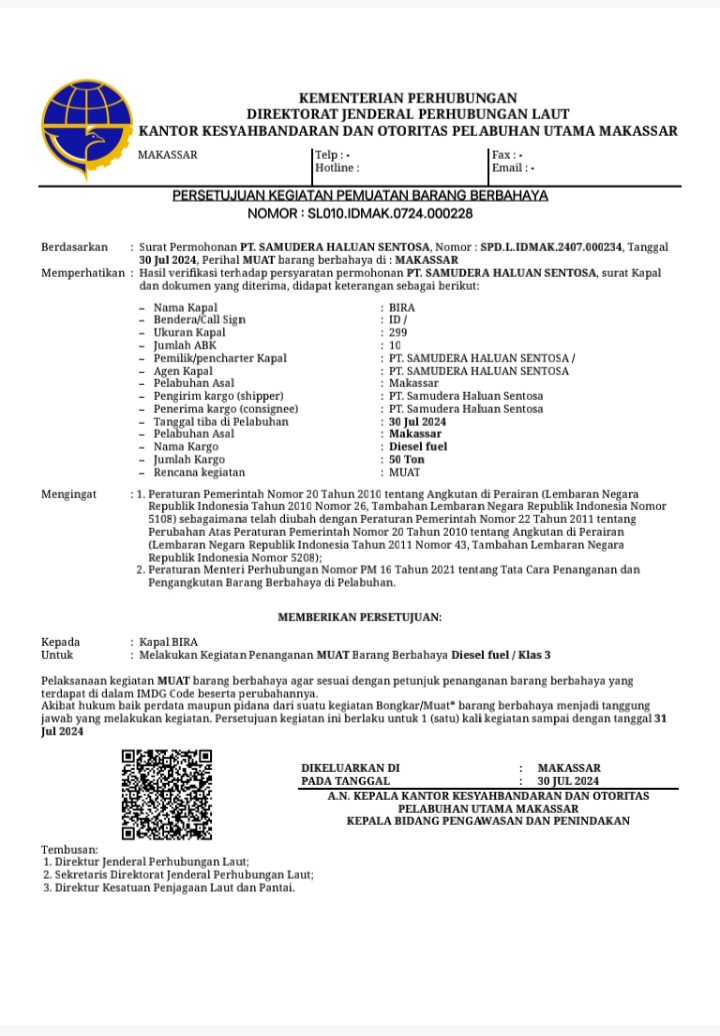 KEMENTERIAN PERHUBUNGAN
DIREKTORAT JENDERAL PERHUBUNGAN LAUT
KANTOR KESYAHBANDARAN DAN OTORITAS PELABUHAN UTAMA MAKASSAR
MAKASSAR Telp : - Fax : -
Hotline : Email : -
PERSETUJUAN KEGIATAN PEMUATAN BARANG BERBAHAYA
NOMOR : SL010.IDMAK.0724.000228
Berdasarkan : Surat Permohonan PT. SAMUDERA HALUAN SENTOSA, Nomor : SPD.L.IDMAK.2407.000234, Tanggal
30 Jul 2024, Perihal MUAT barang berbahaya di : MAKASSAR
Memperhatikan : Hasil verifikasi terhadap persyaratan permohonan PT. SAMUDERA HALUAN SENTOSA, surat Kapal
dan dokumen yang diterima, didapat keterangan sebagai berikut:
– Nama Kapal : BIRA
– Bendera/Call Sign : ID /
– Ukuran Kapal : 299
– Jumlah ABK : 10
– Pemilik/pencharter Kapal : PT. SAMUDERA HALUAN SENTOSA /
– Agen Kapal : PT. SAMUDERA HALUAN SENTOSA
– Pelabuhan Asal : Makassar
– Pengirim kargo (shipper) : PT. Samudera Haluan Sentosa
– Penerima kargo (consignee) : PT. Samudera Haluan Sentosa
– Tanggal tiba di Pelabuhan : 30 Jul 2024
– Pelabuhan Asal : Makassar
– Nama Kargo : Diesel fuel
– Jumlah Kargo : 50 Ton
– Rencana kegiatan : MUAT
Mengingat : 1. Peraturan Pemerintah Nomor 20 Tahun 2010 tentang Angkutan di Perairan (Lembaran Negara
Republik Indonesia Tahun 2010 Nomor 26, Tambahan Lembaran Negara Republik Indonesia Nomor
5108) sebagaimana telah diubah dengan Peraturan Pemerintah Nomor 22 Tahun 2011 tentang
Perubahan Atas Peraturan Pemerintah Nomor 20 Tahun 2010 tentang Angkutan di Perairan
(Lembaran Negara Republik Indonesia Tahun 2011 Nomor 43, Tambahan Lembaran Negara
Republik Indonesia Nomor 5208);
2. Peraturan Menteri Perhubungan Nomor PM 16 Tahun 2021 tentang Tata Cara Penanganan dan
Pengangkutan Barang Berbahaya di Pelabuhan.
MEMBERIKAN PERSETUJUAN:
Kepada : Kapal BIRA
Untuk : Melakukan Kegiatan Penanganan MUAT Barang Berbahaya Diesel fuel / Klas 3
Pelaksanaan kegiatan MUAT barang berbahaya agar sesuai dengan petunjuk penanganan barang berbahaya yang
terdapat di dalam IMDG Code beserta perubahannya.
Akibat hukum baik perdata maupun pidana dari suatu kegiatan Bongkar/Muat* barang berbahaya menjadi tanggung
jawab yang melakukan kegiatan. Persetujuan kegiatan ini berlaku untuk 1 (satu) kali kegiatan sampai dengan tanggal 31
Jul 2024
DIKELUARKAN DI : MAKASSAR
PADA TANGGAL : 30 JUL 2024
A.N. KEPALA KANTOR KESYAHBANDARAN DAN OTORITAS
PELABUHAN UTAMA MAKASSAR
KEPALA BIDANG PENGAWASAN DAN PENINDAKAN
Tembusan:
1. Direktur Jenderal Perhubungan Laut;
2. Sekretaris Direktorat Jenderal Perhubungan Laut;
3. Direktur Kesatuan Penjagaan Laut dan Pantai.